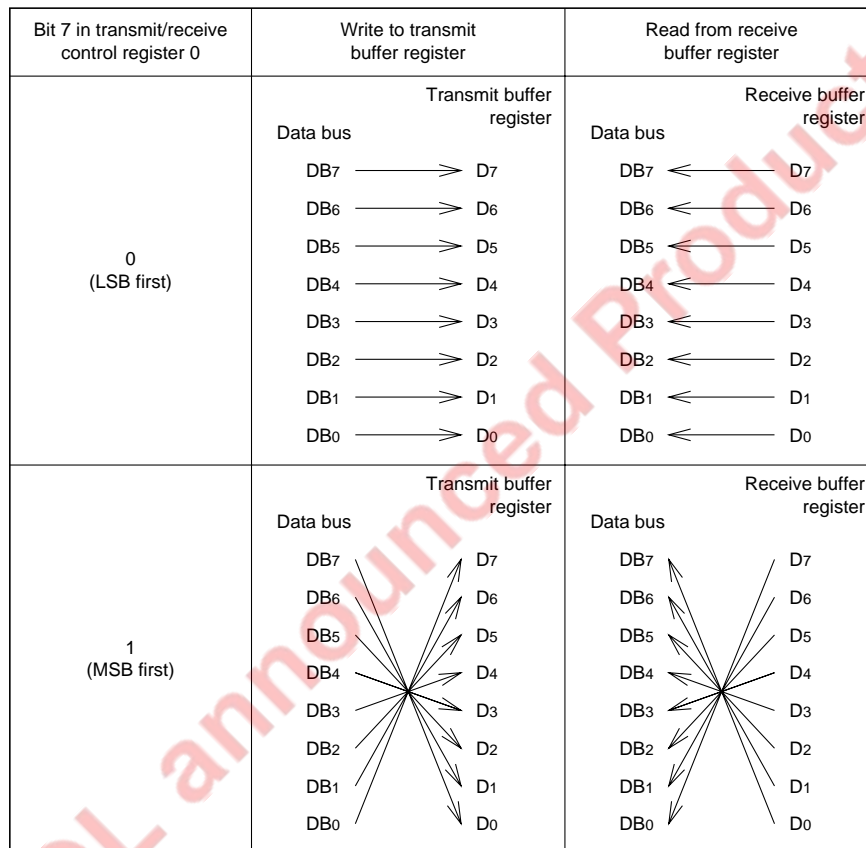 Bit 7 in transmit/receive
control register 0
Write to transmit
buffer register
Read from receive
buffer register
0
(LSB first)
Transmit buffer
register
Data bus
DB7 D7
DB6 D6
DB5 D5
DB4 D4
DB3 D3
DB2 D2
DB1 D1
DB0 D0
Receive buffer
register
Data bus
DB7 D7
DB6 D6
DB5 D5
DB4 D4
DB3 D3
DB2 D2
DB1 D1
DB0 D0
1
(MSB first)
Transmit buffer
register
Data bus
DB7 D7
DB6 D6
DB5 D5
DB4 D4
DB3 D3
DB2 D2
DB1 D1
DB0 D0
Receive buffer
register
Data bus
DB7 D7
DB6 D6
DB5 D5
DB4 D4
DB3 D3
DB2 D2
DB1 D1
DB0 D0
announced Product